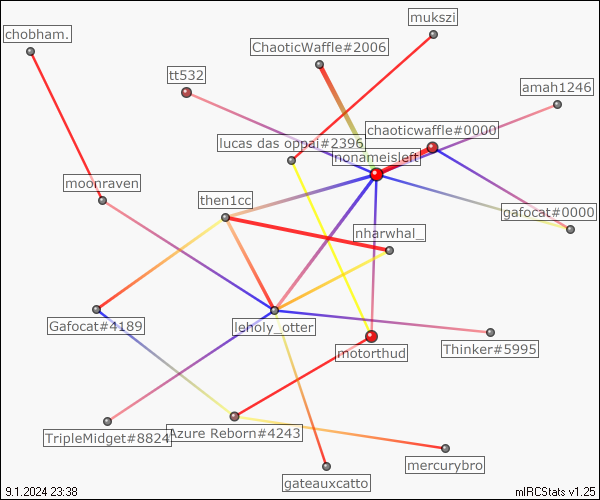 mukszi
chobham.
ChaoticWaffle#2006
tt532
amah1246
chaoticwaffle#0000
lucas das oppai#2396
nonameisleft
moonraven
then1cc
gafocat#0000
nharwhal_
Gafocat#4189
leholy_otter
Thinker#5995
motorthud
TripleMidget#8824
Azure Reborn#4243
mercurybro
gateauxcatto
9.1.2024 23:38
mIRCStats v1.25